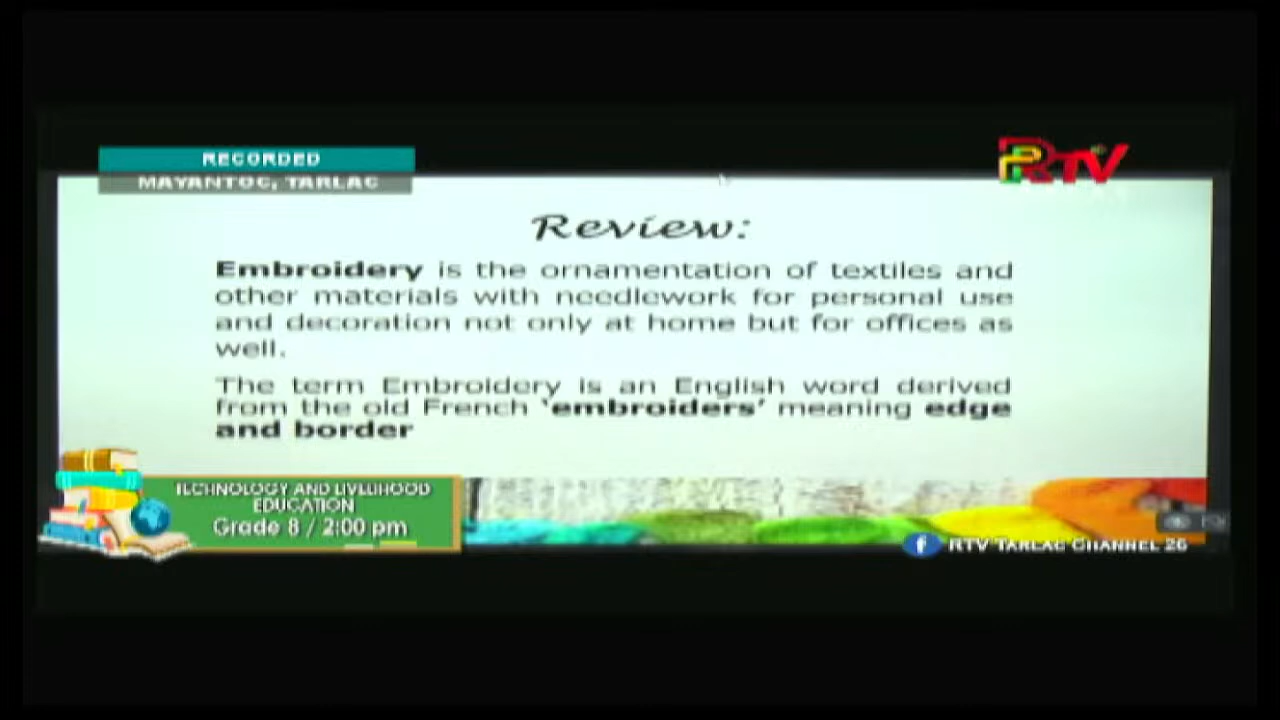 RECORDED
MAYANTOC, TARLAC
RTV
Review:
Embroidery is the ornamentation of textiles and
other materials with needlework for personal use
and decoration not only at home but for offices as
well.
The term Embroidery is an English word derived
from the old French ‘embroiders’ meaning edge
and border
TECHNOLOGY AND LIVELIHOOD
EDUCATION
Grade 8 / 2:00 pm
RTV TARLAC CHANNEL 26